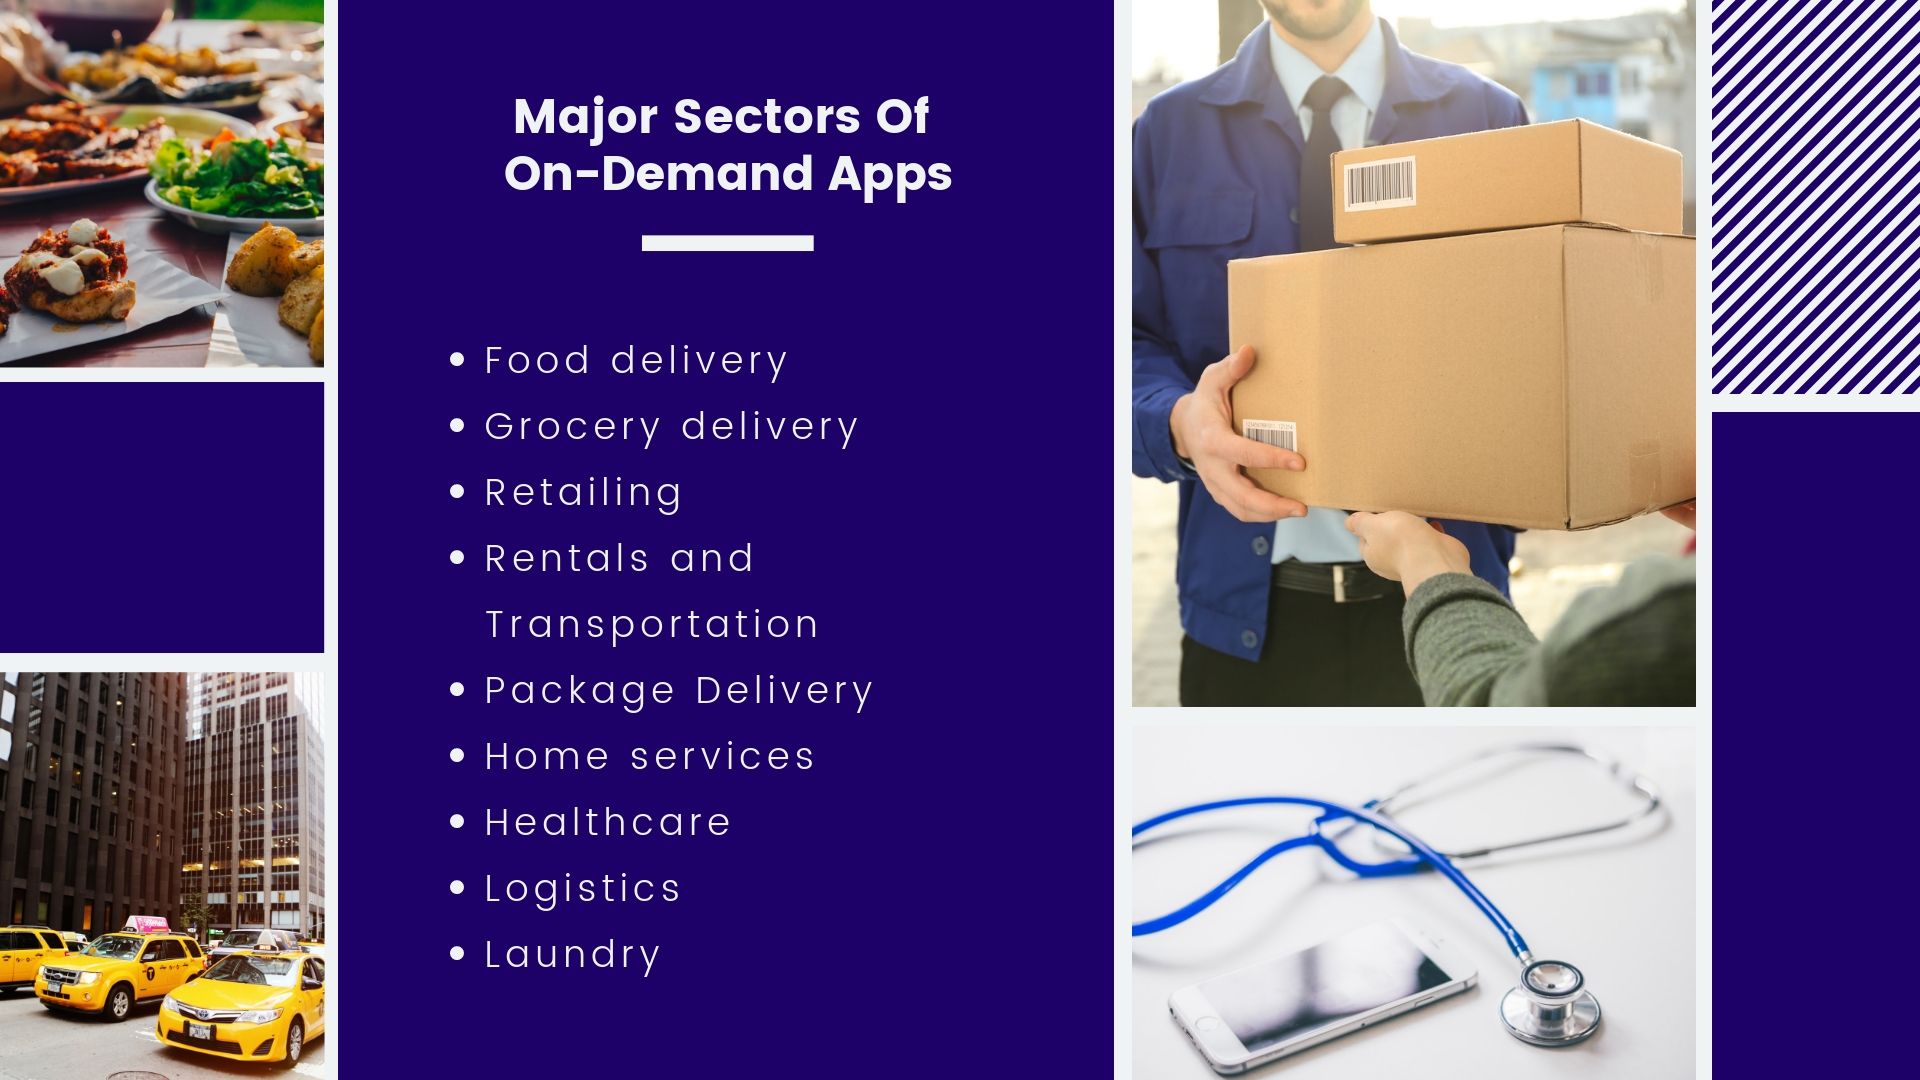 Major Sectors Of
On-Demand Apps
• Food delivery
• Grocery delivery
• Retailing
• Rentals and
Transportation
• Package Delivery
• Home services
• Healthcare
• Logistics
• Laundry